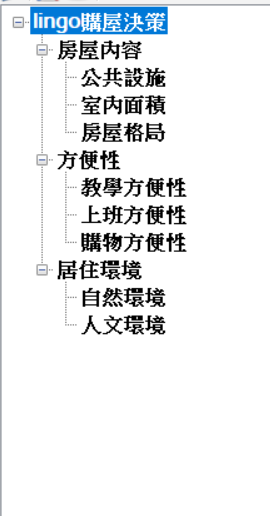 lingo購屋決策
房屋內容
公共設施
室內面積
房屋格局
方便性
教學方便性
上班方便性
購物方便性
居住環境
自然環境
人文環境